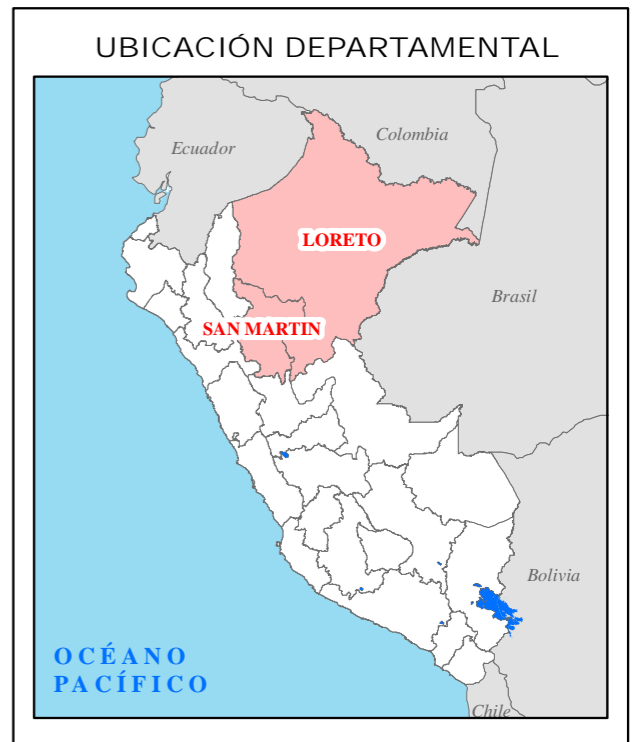 UBICACIÓN DEPARTAMENTAL
Colombia
Ecuador
LORETO
Brasil
SAN MARTIN
Bolivia
OCÉANO
PACÍFICO
Chile